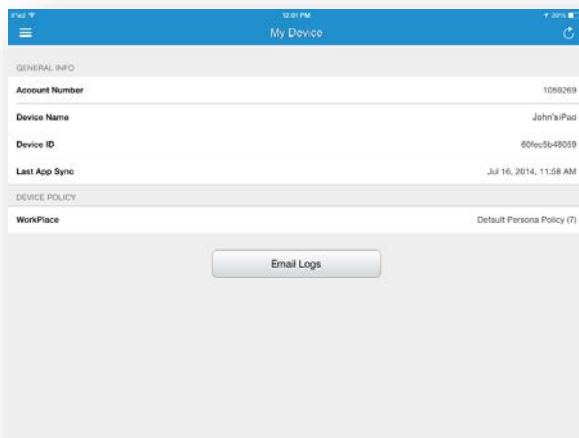 iPad
12:01 PM
My Device
GENERAL INFO
Account Number 1059269
Device Name John's iPad
Device ID 60fec5b48059
Last App Sync Jul 16, 2014, 11:58 AM
DEVICE POLICY
WorkPlace Default Persona Policy (7)
Email Logs